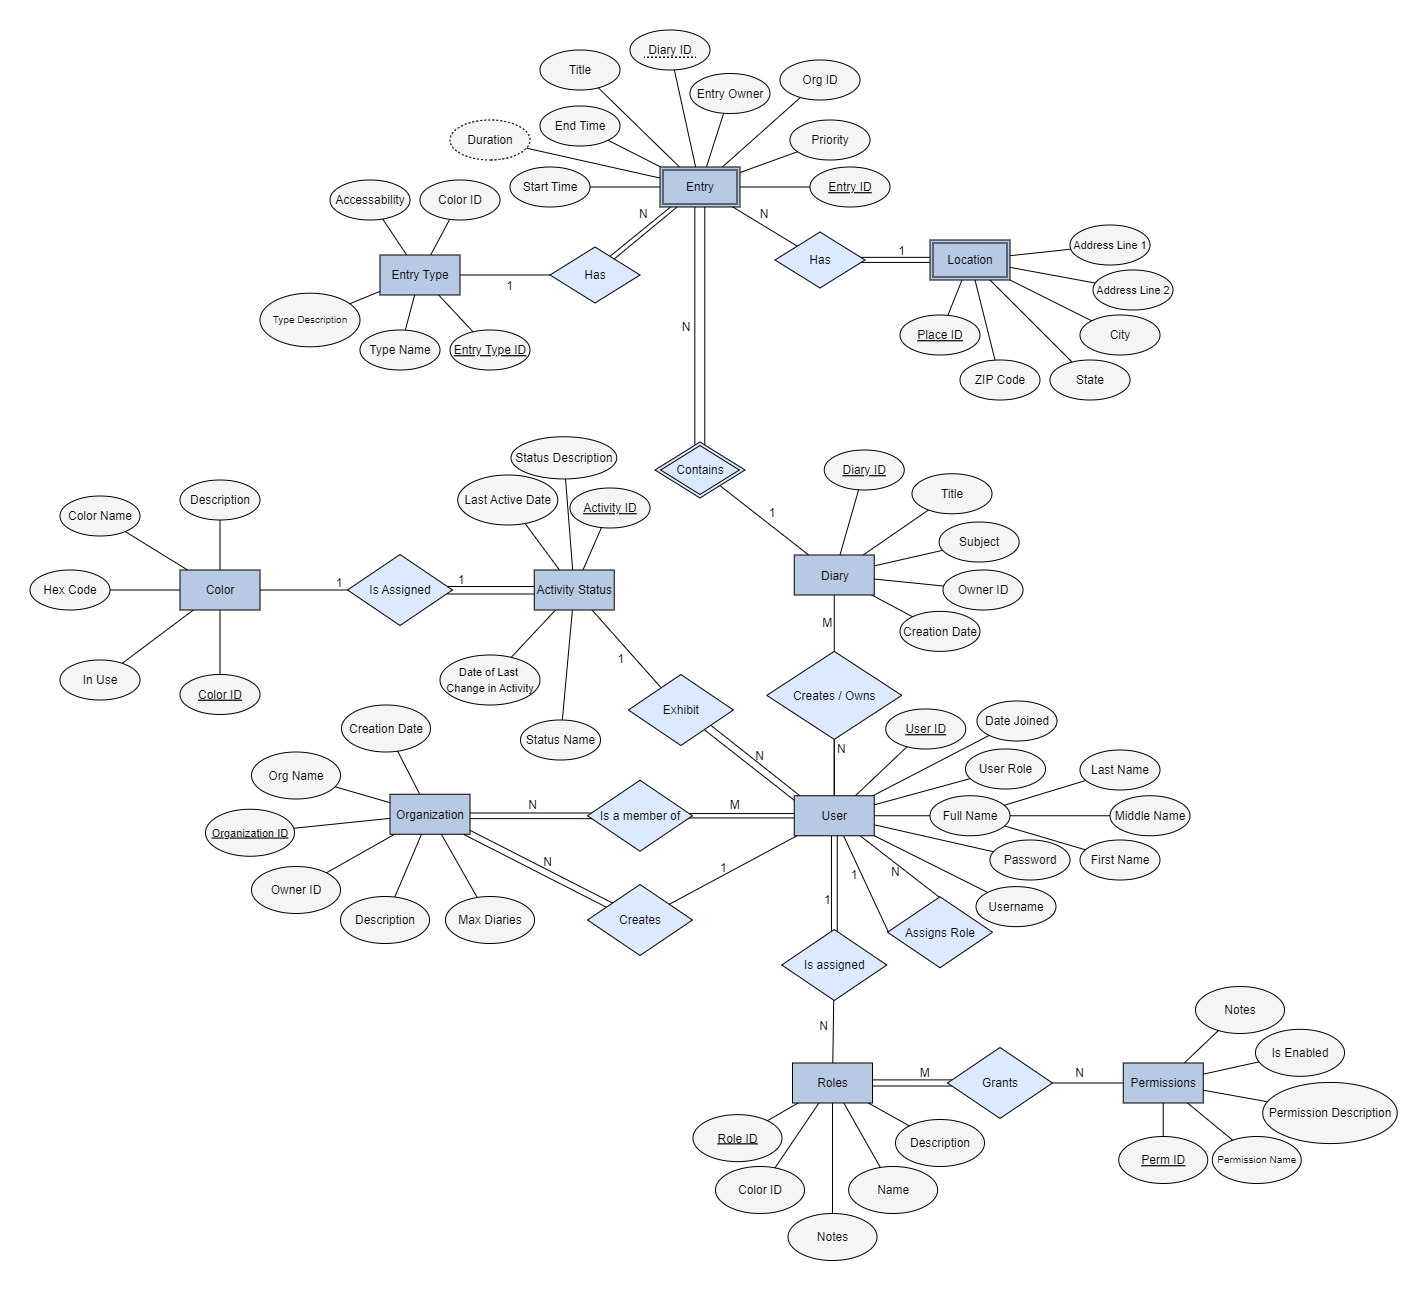 Diary ID
Title
Org ID
Entry Owner
End Time
Duration
Priority
Start Time
Entry
Entry ID
Accessability
Color ID
N
N
Address Line 1
Has
1
Location
Entry Type
1
Has
Address Line 2
Type Description
Place ID
City
N
Type Name
Entry Type ID
ZIP Code
State
Status Description
Contains
Diary ID
Last Active Date
Activity ID
Title
Description
Color Name
1
Subject
Diary
Color
1
Is Assigned
1
Activity Status
Hex Code
Owner ID
M
Creation Date
1
In Use
Color ID
Date of Last
Change in Activity
Creates / Owns
Exhibit
Creation Date
Status Name
User ID
Date Joined
N
N
Org Name
User Role
Last Name
Organization
N
Is a member of
M
User
Full Name
Middle Name
Organization ID
Password
First Name
N
1
1
N
Owner ID
1
Username
Description
Max Diaries
Creates
Assigns Role
Is assigned
N
Notes
Is Enabled
Roles
M
Grants
N
Permissions
Permission Description
Role ID
Description
Perm ID
Permission Name
Color ID
Name
Notes